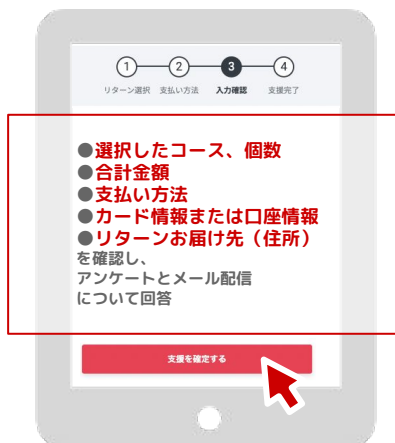 1 2 3 4
リターン選択 支払い方法 入力確認 支援完了
●選択したコース、個数
●合計金額
●支払い方法
●カード情報または口座情報
●リターンお届け先（住所）
を確認し、
アンケートとメール配信
について回答
支援を確定する